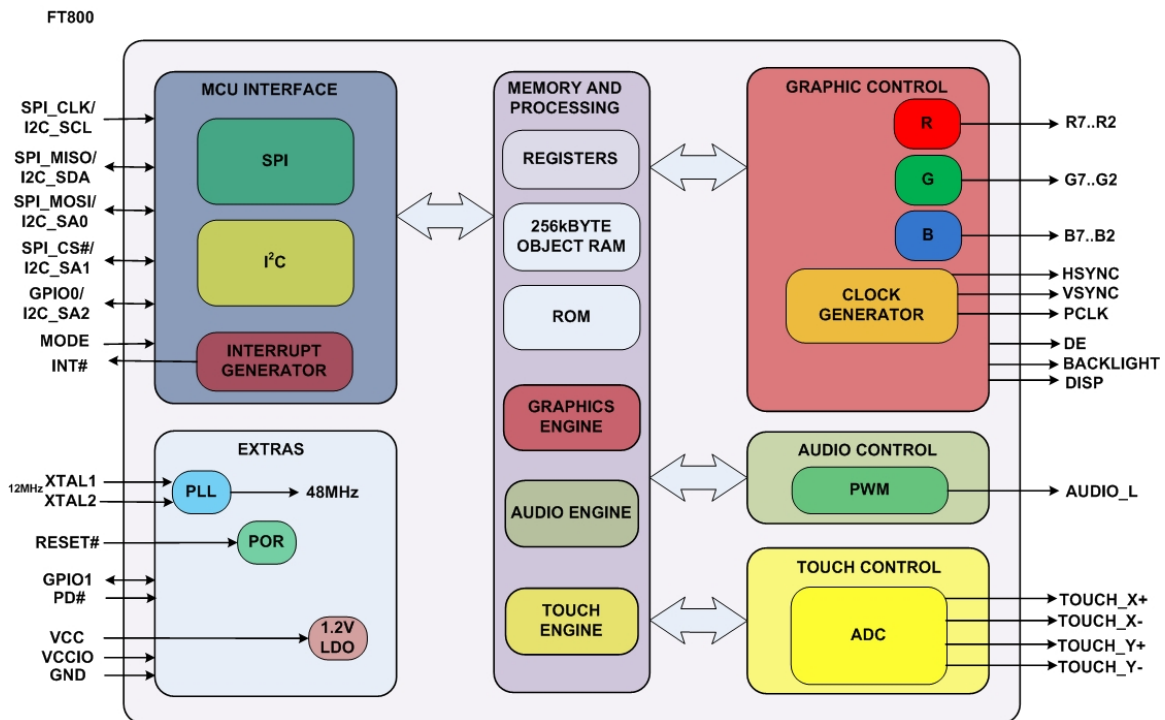 FT800
MCU INTERFACE
SPI_CLK/
I2C_SCL
SPI_MISO/
I2C_SDA
SPI_MOSI/
I2C_SA0
SPI_CS#/
I2C_SA1
GPIO0/
I2C_SA2
MODE
INT#
SPI
I²C
INTERRUPT
GENERATOR
EXTRAS
12MHz
XTAL1
XTAL2
PLL
48MHz
RESET#
POR
GPIO1
PD#
VCC
1.2V
LDO
VCCIO
GND
MEMORY AND
PROCESSING
REGISTERS
256kBYTE
OBJECT RAM
ROM
GRAPHICS
ENGINE
AUDIO ENGINE
TOUCH
ENGINE
GRAPHIC CONTROL
R
R7..R2
G
G7..G2
B
B7..B2
CLOCK
GENERATOR
HSYNC
VSYNC
PCLK
DE
BACKLIGHT
DISP
AUDIO CONTROL
PWM
AUDIO_L
TOUCH CONTROL
ADC
TOUCH_X+
TOUCH_X-
TOUCH_Y+
TOUCH_Y-